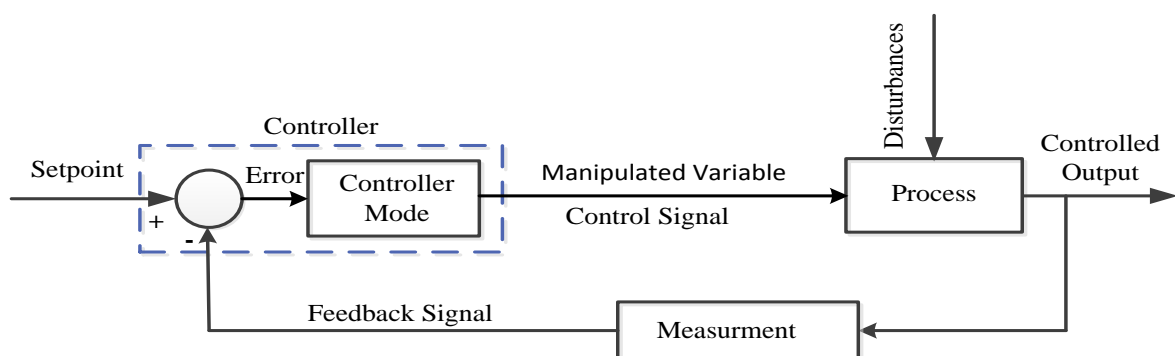 Disturbances
Controller
Controlled
Output
Setpoint
Error
Controller
Mode
Manipulated Variable
Control Signal
Process
+
-
Feedback Signal
Measurment